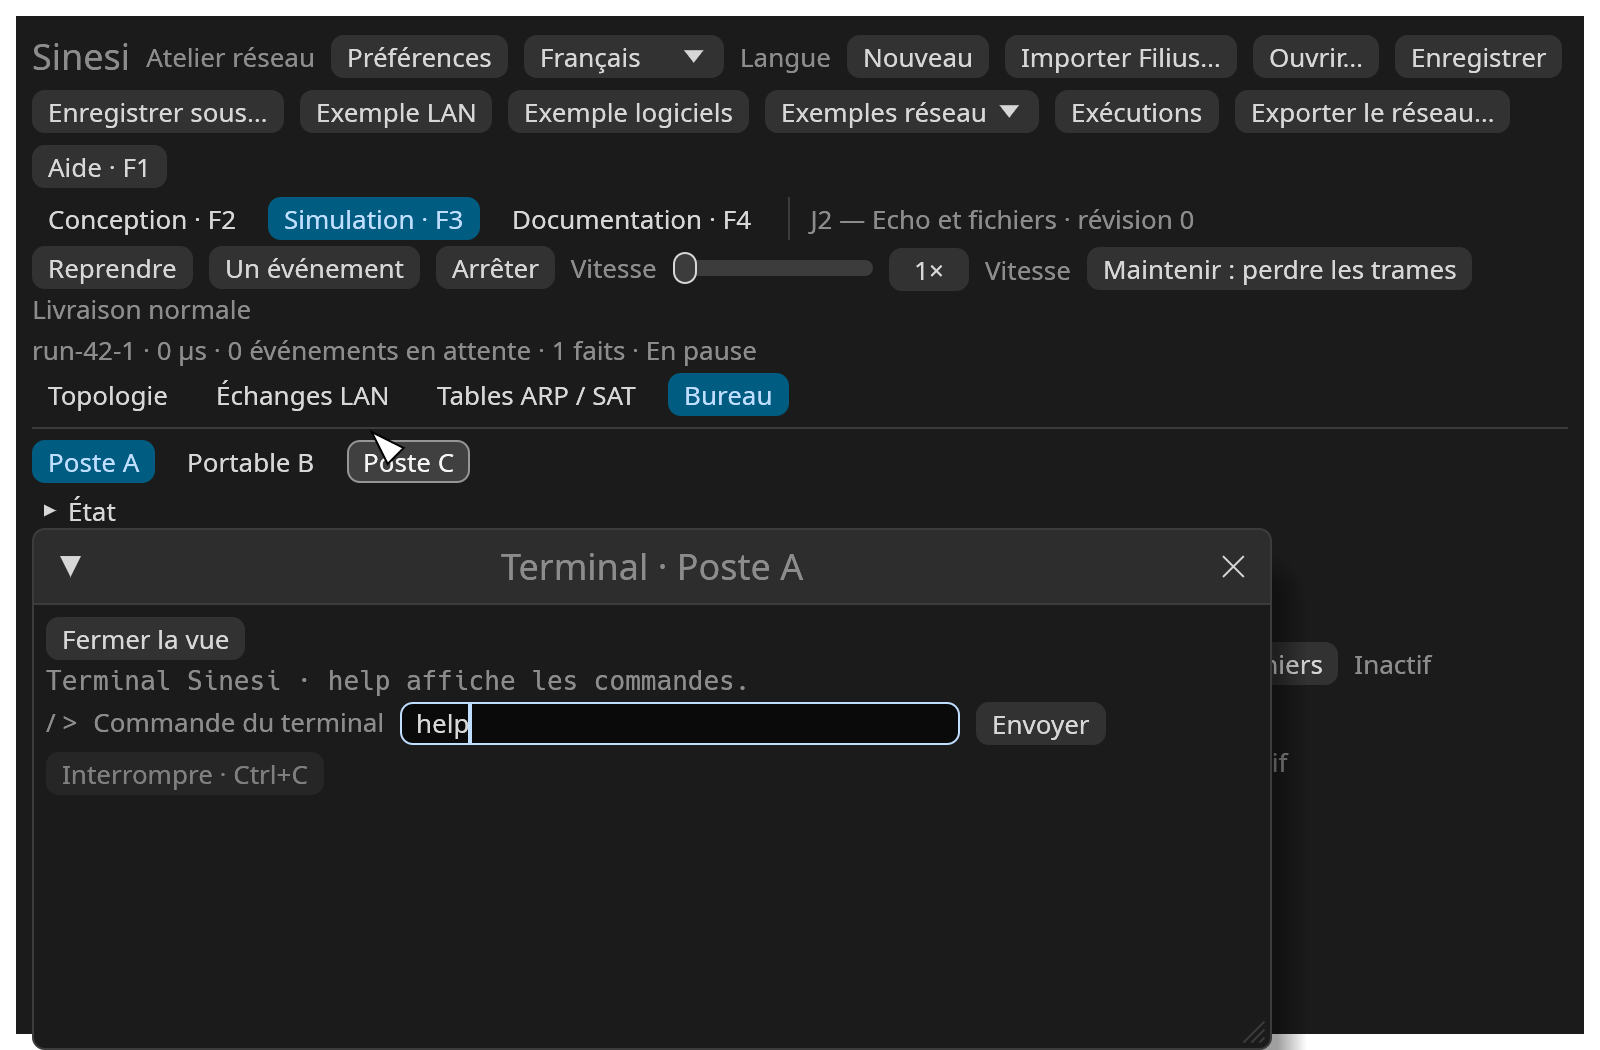 Sinesi Atelier réseau Préférences Français Langue Nouveau Importer Filius... Ouvrir... Enregistrer
Enregistrer sous... Exemple LAN Exemple logiciels Exemples réseau Exécutions Exporter le réseau...
Aide · F1
Conception · F2 Simulation · F3 Documentation · F4 J2 — Echo et fichiers · révision 0
Reprendre Un événement Arrêter Vitesse 1× Vitesse Maintenir : perdre les trames
Livraison normale
run-42-1 · 0 µs · 0 événements en attente · 1 faits · En pause
Topologie Échanges LAN Tables ARP / SAT Bureau
Poste A Portable B Poste C
État
Terminal · Poste A
Fermer la vue
Inactif
Terminal Sinesi · help affiche les commandes.
/ > Commande du terminal help Envoyer
Interrompre · Ctrl+C